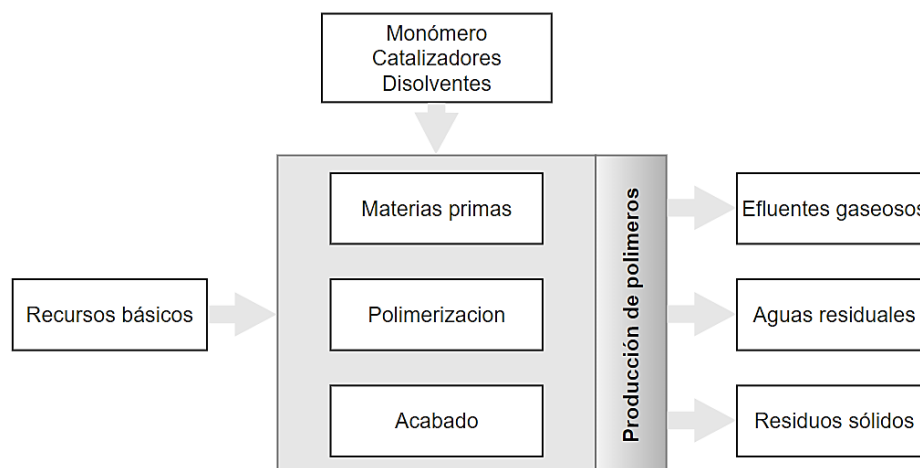 Monómero
Catalizadores
Disolventes
Materias primas
Efluentes gaseosos
Recursos básicos
Polimerizacion
Aguas residuales
Acabado
Residuos sólidos
Producción de polimeros